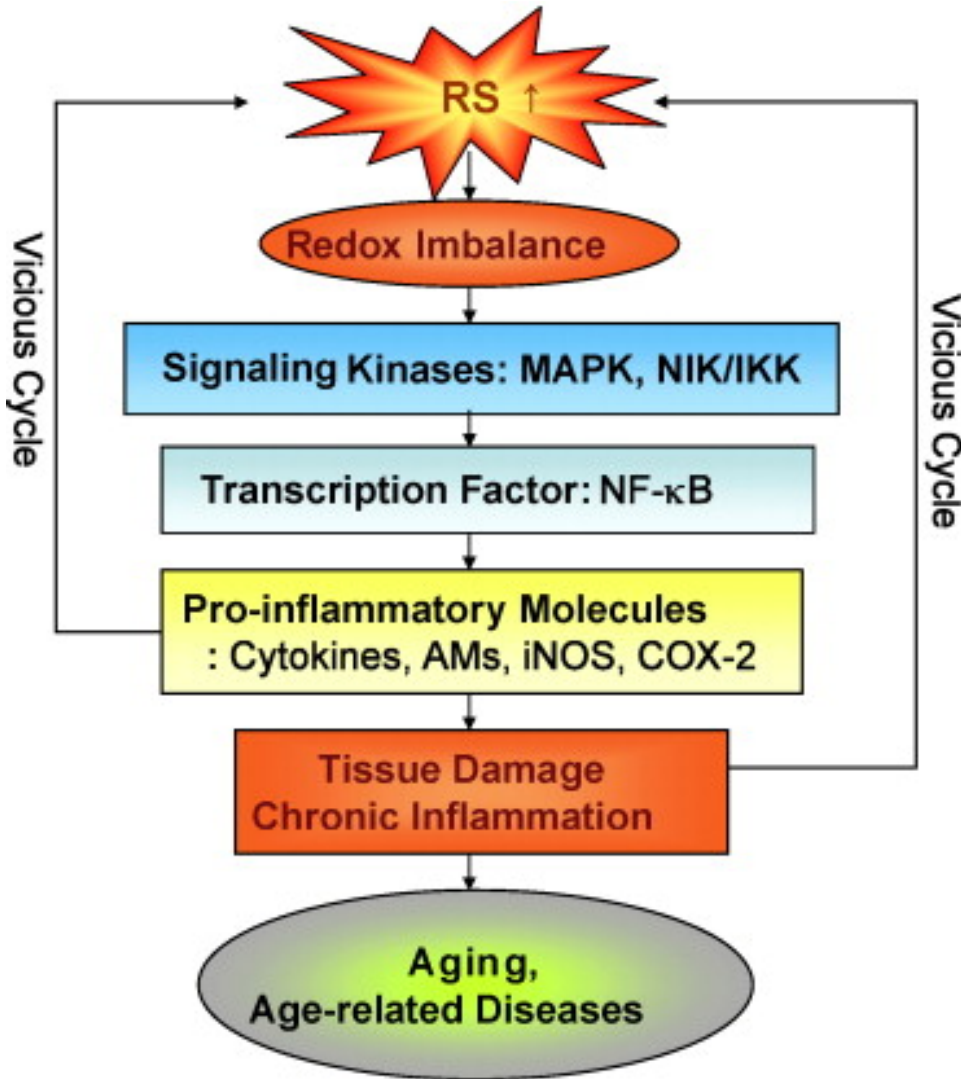 RS ↑
Redox Imbalance
Signaling Kinases: MAPK, NIK/IKK
Transcription Factor: NF-κB
Pro-inflammatory Molecules
: Cytokines, AMs, iNOS, COX-2
Tissue Damage
Chronic Inflammation
Aging,
Age-related Diseases
Vicious Cycle
Vicious Cycle